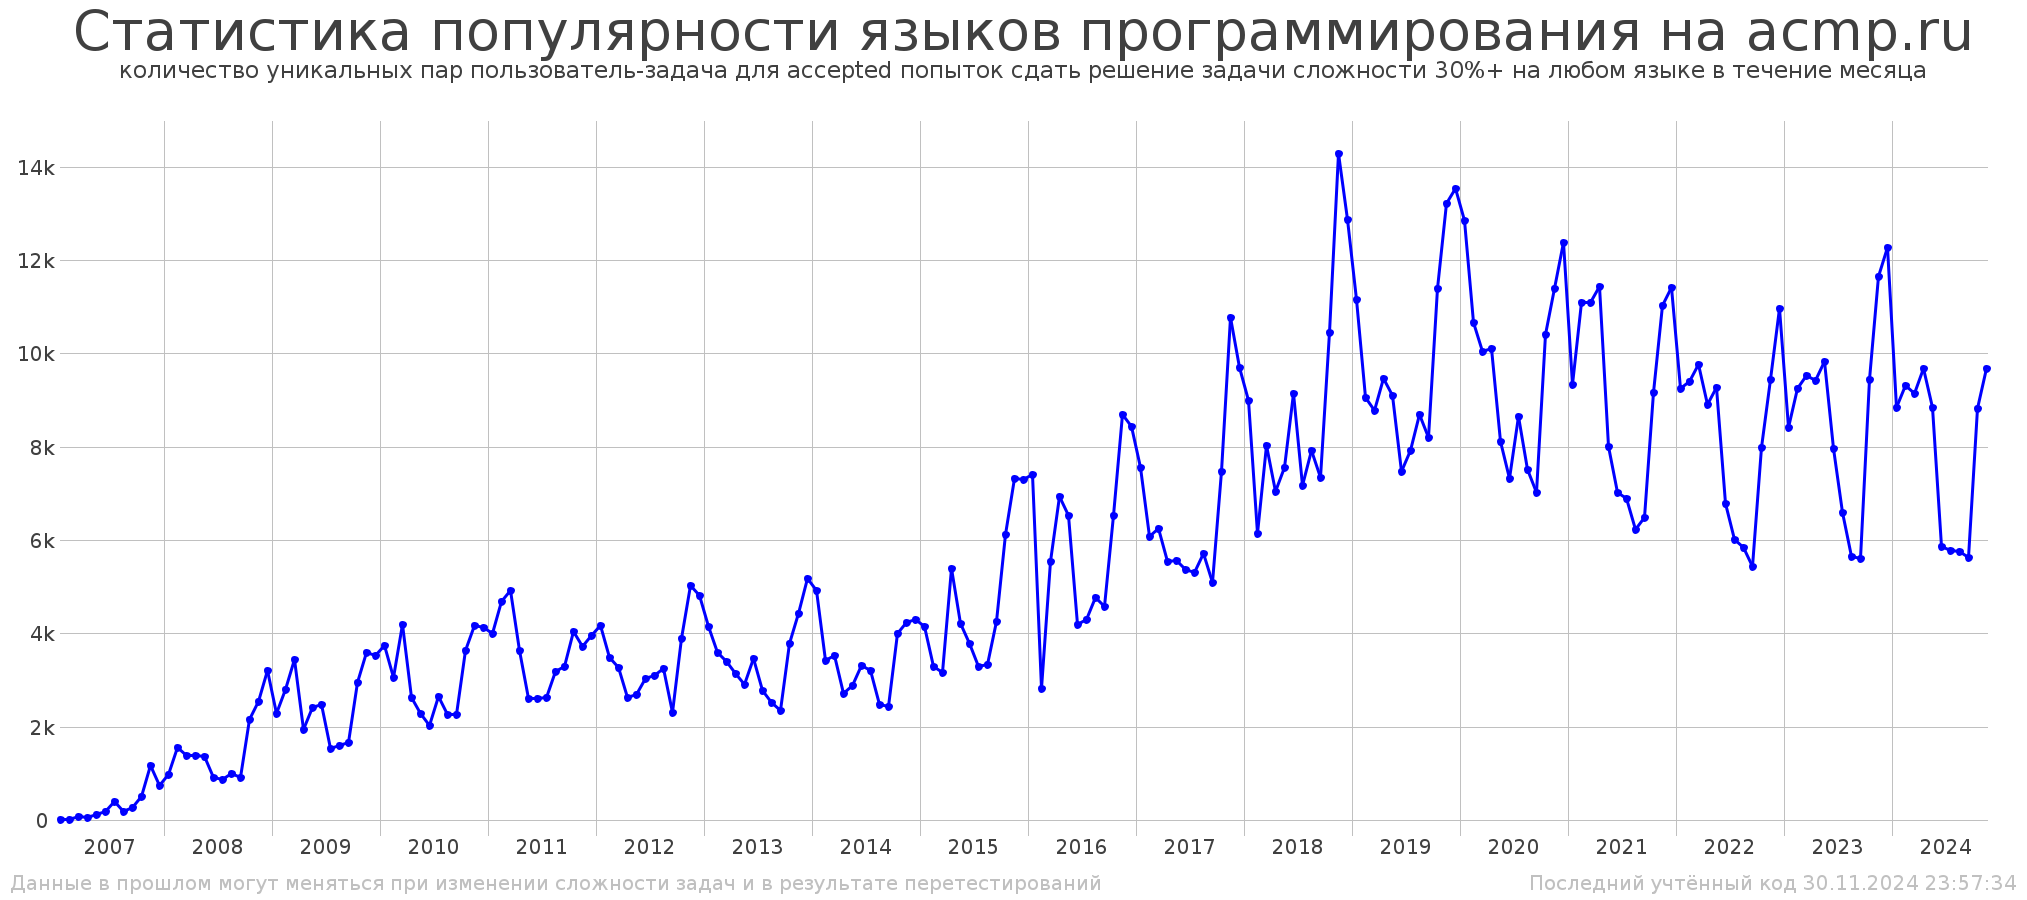 Статистика популярности языков программирования на acmp.ru
количество уникальных пар пользователь-задача для accepted попыток сдать решение задачи сложности 30%+ на любом языке в течение месяца
14k
12k
10k
8k
6k
4k
2k
0
2007 2008 2009 2010 2011 2012 2013 2014 2015 2016 2017 2018 2019 2020 2021 2022 2023 2024
Данные в прошлом могут меняться при изменении сложности задач и в результате перетестирований
Последний учтённый код 30.11.2024 23:57:34